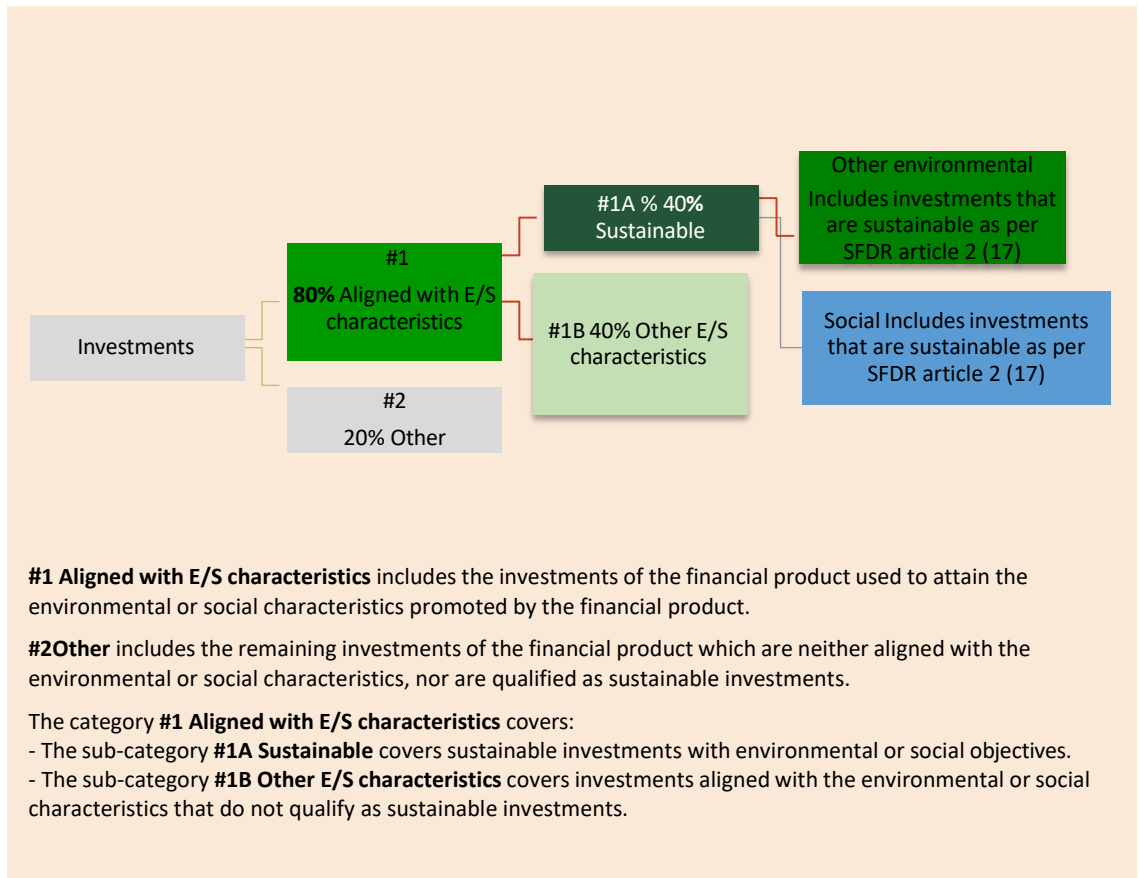 Investments
#1
80% Aligned with E/S
characteristics
#2
20% Other
#1A % 40%
Sustainable
#1B 40% Other E/S
characteristics
Other environmental
Includes investments that
are sustainable as per
SFDR article 2 (17)
Social Includes investments
that are sustainable as per
SFDR article 2 (17)
#1 Aligned with E/S characteristics includes the investments of the financial product used to attain the
environmental or social characteristics promoted by the financial product.
#2Other includes the remaining investments of the financial product which are neither aligned with the
environmental or social characteristics, nor are qualified as sustainable investments.
The category #1 Aligned with E/S characteristics covers:
- The sub-category #1A Sustainable covers sustainable investments with environmental or social objectives.
- The sub-category #1B Other E/S characteristics covers investments aligned with the environmental or social
characteristics that do not qualify as sustainable investments.